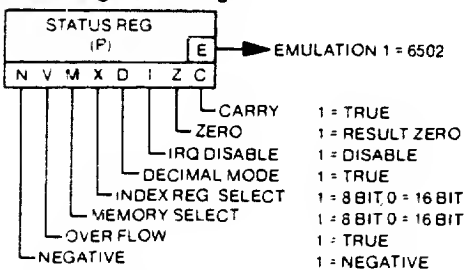 STATUS REG
(P)
E
EMULATION 1 = 6502
N V M X D I Z C
CARRY 1 = TRUE
ZERO 1 = RESULT ZERO
IRQ DISABLE 1 = DISABLE
DECIMAL MODE 1 = TRUE
INDEX REG SELECT 1 = 8 BIT, 0 = 16 BIT
MEMORY SELECT 1 = 8 BIT 0 = 16 BIT
OVER FLOW 1 = TRUE
NEGATIVE 1 = NEGATIVE